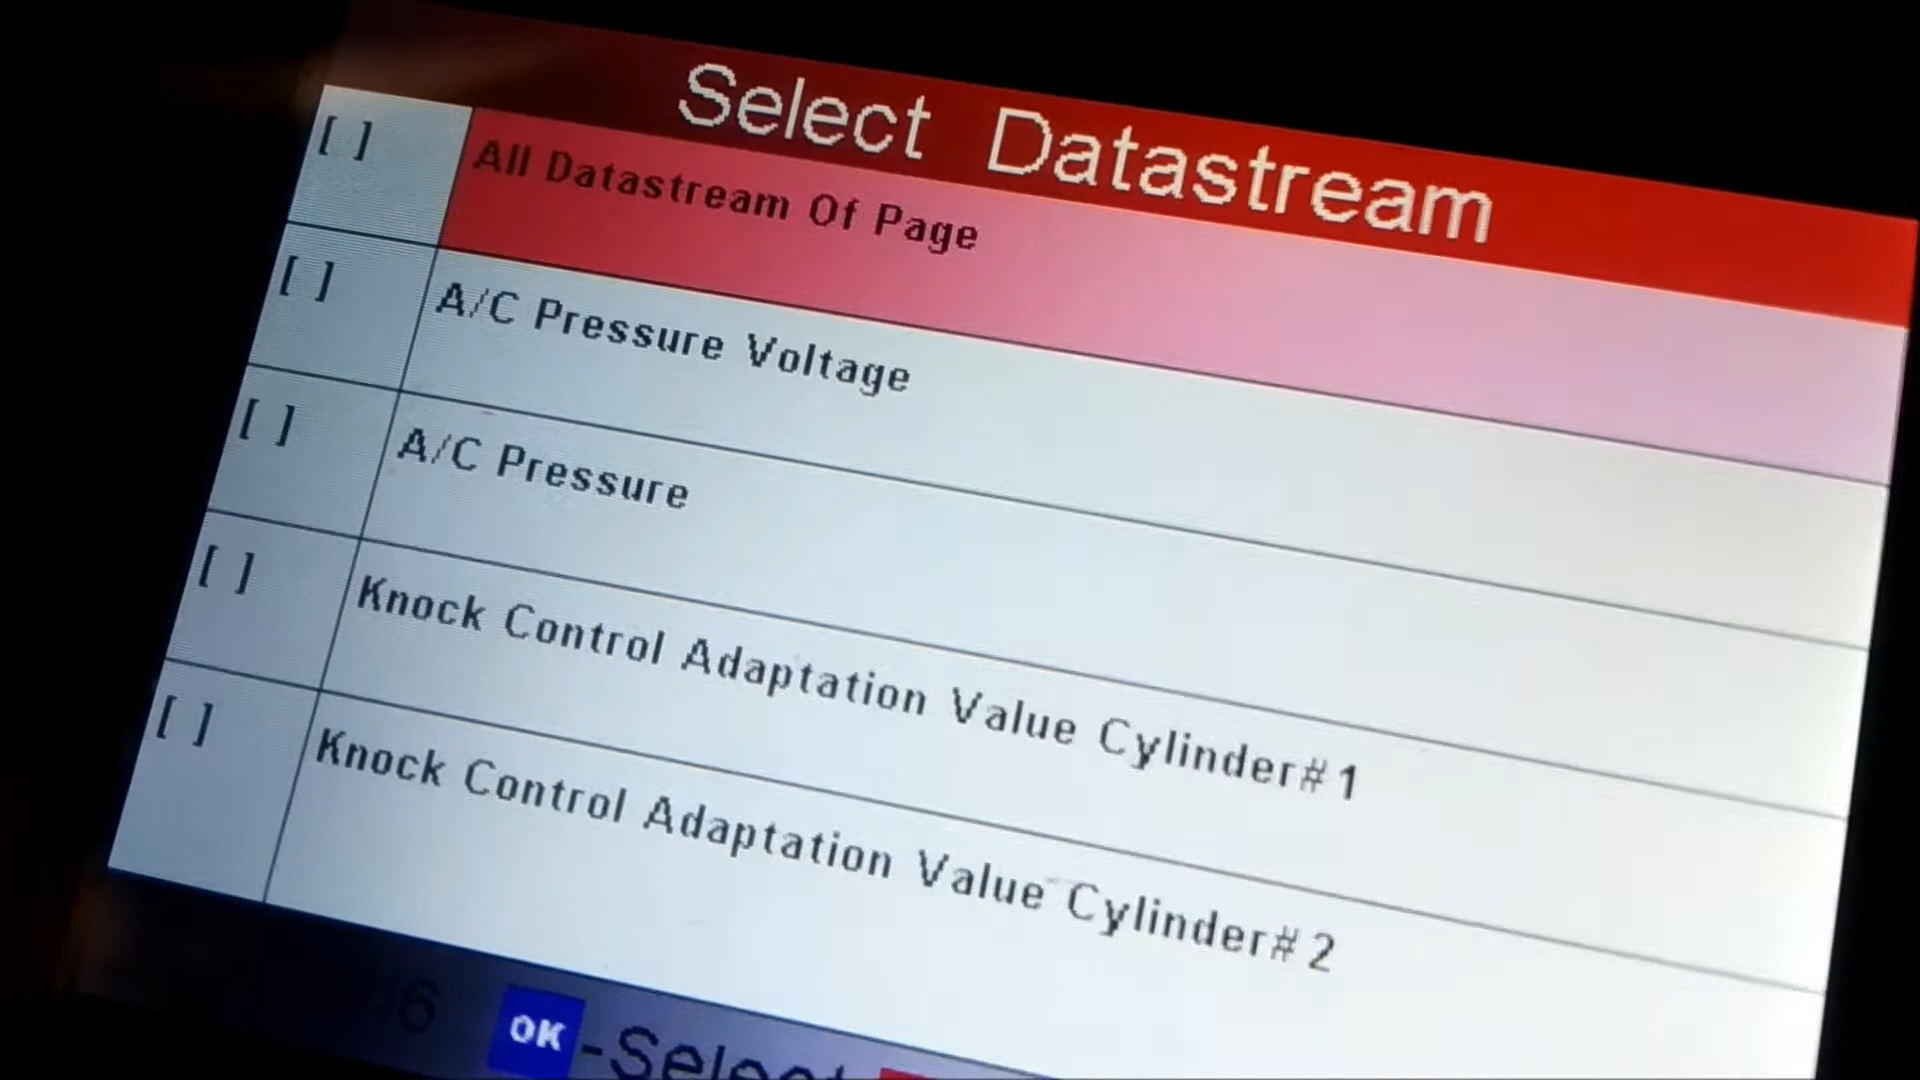 Select Datastream
[ ] All Datastream Of Page
[ ] A/C Pressure Voltage
[ ] A/C Pressure
[ ] Knock Control Adaptation Value Cylinder#1
[ ] Knock Control Adaptation Value Cylinder#2
OK -Select